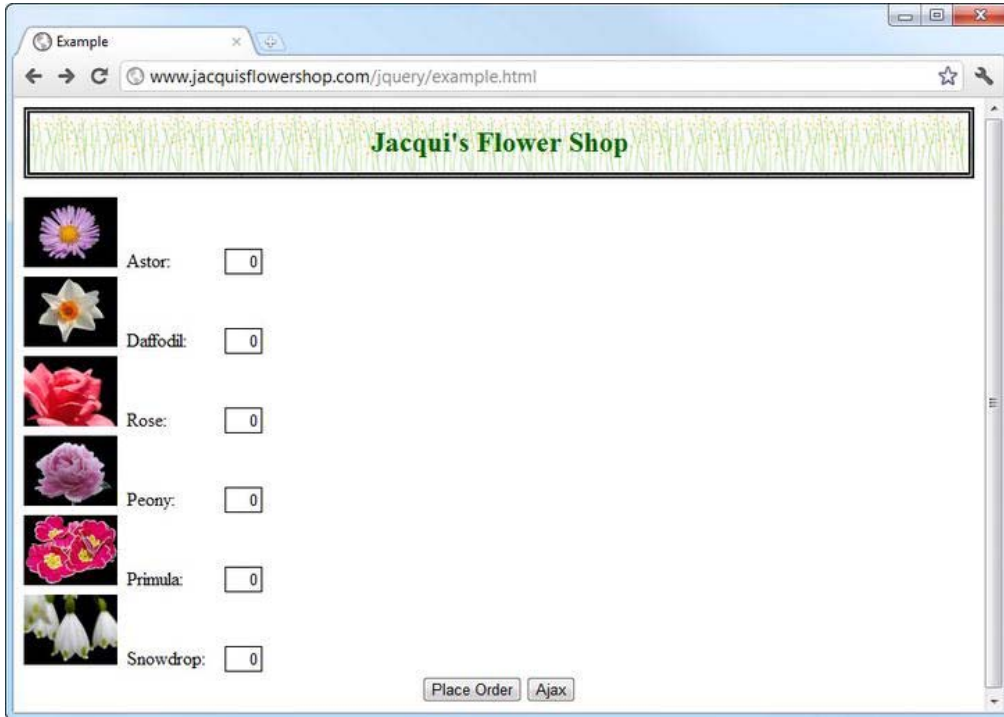 Example
www.jacquisflowershop.com/jquery/example.html
Jacqui's Flower Shop
Astor: 0
Daffodil: 0
Rose: 0
Peony: 0
Primula: 0
Snowdrop: 0
Place Order Ajax